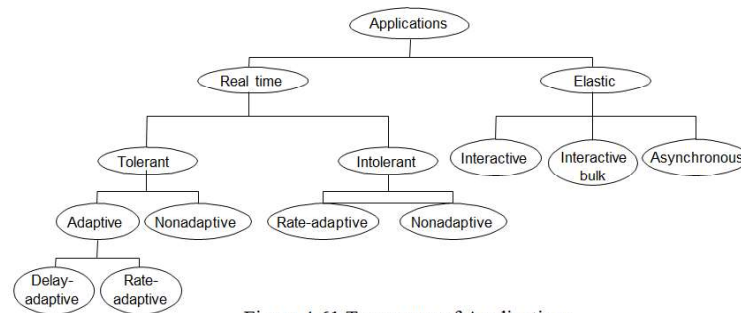 Applications
Real time
Elastic
Tolerant
Intolerant
Interactive
Interactive
bulk
Asynchronous
Adaptive
Nonadaptive
Rate-adaptive
Nonadaptive
Delay-
adaptive
Rate-
adaptive